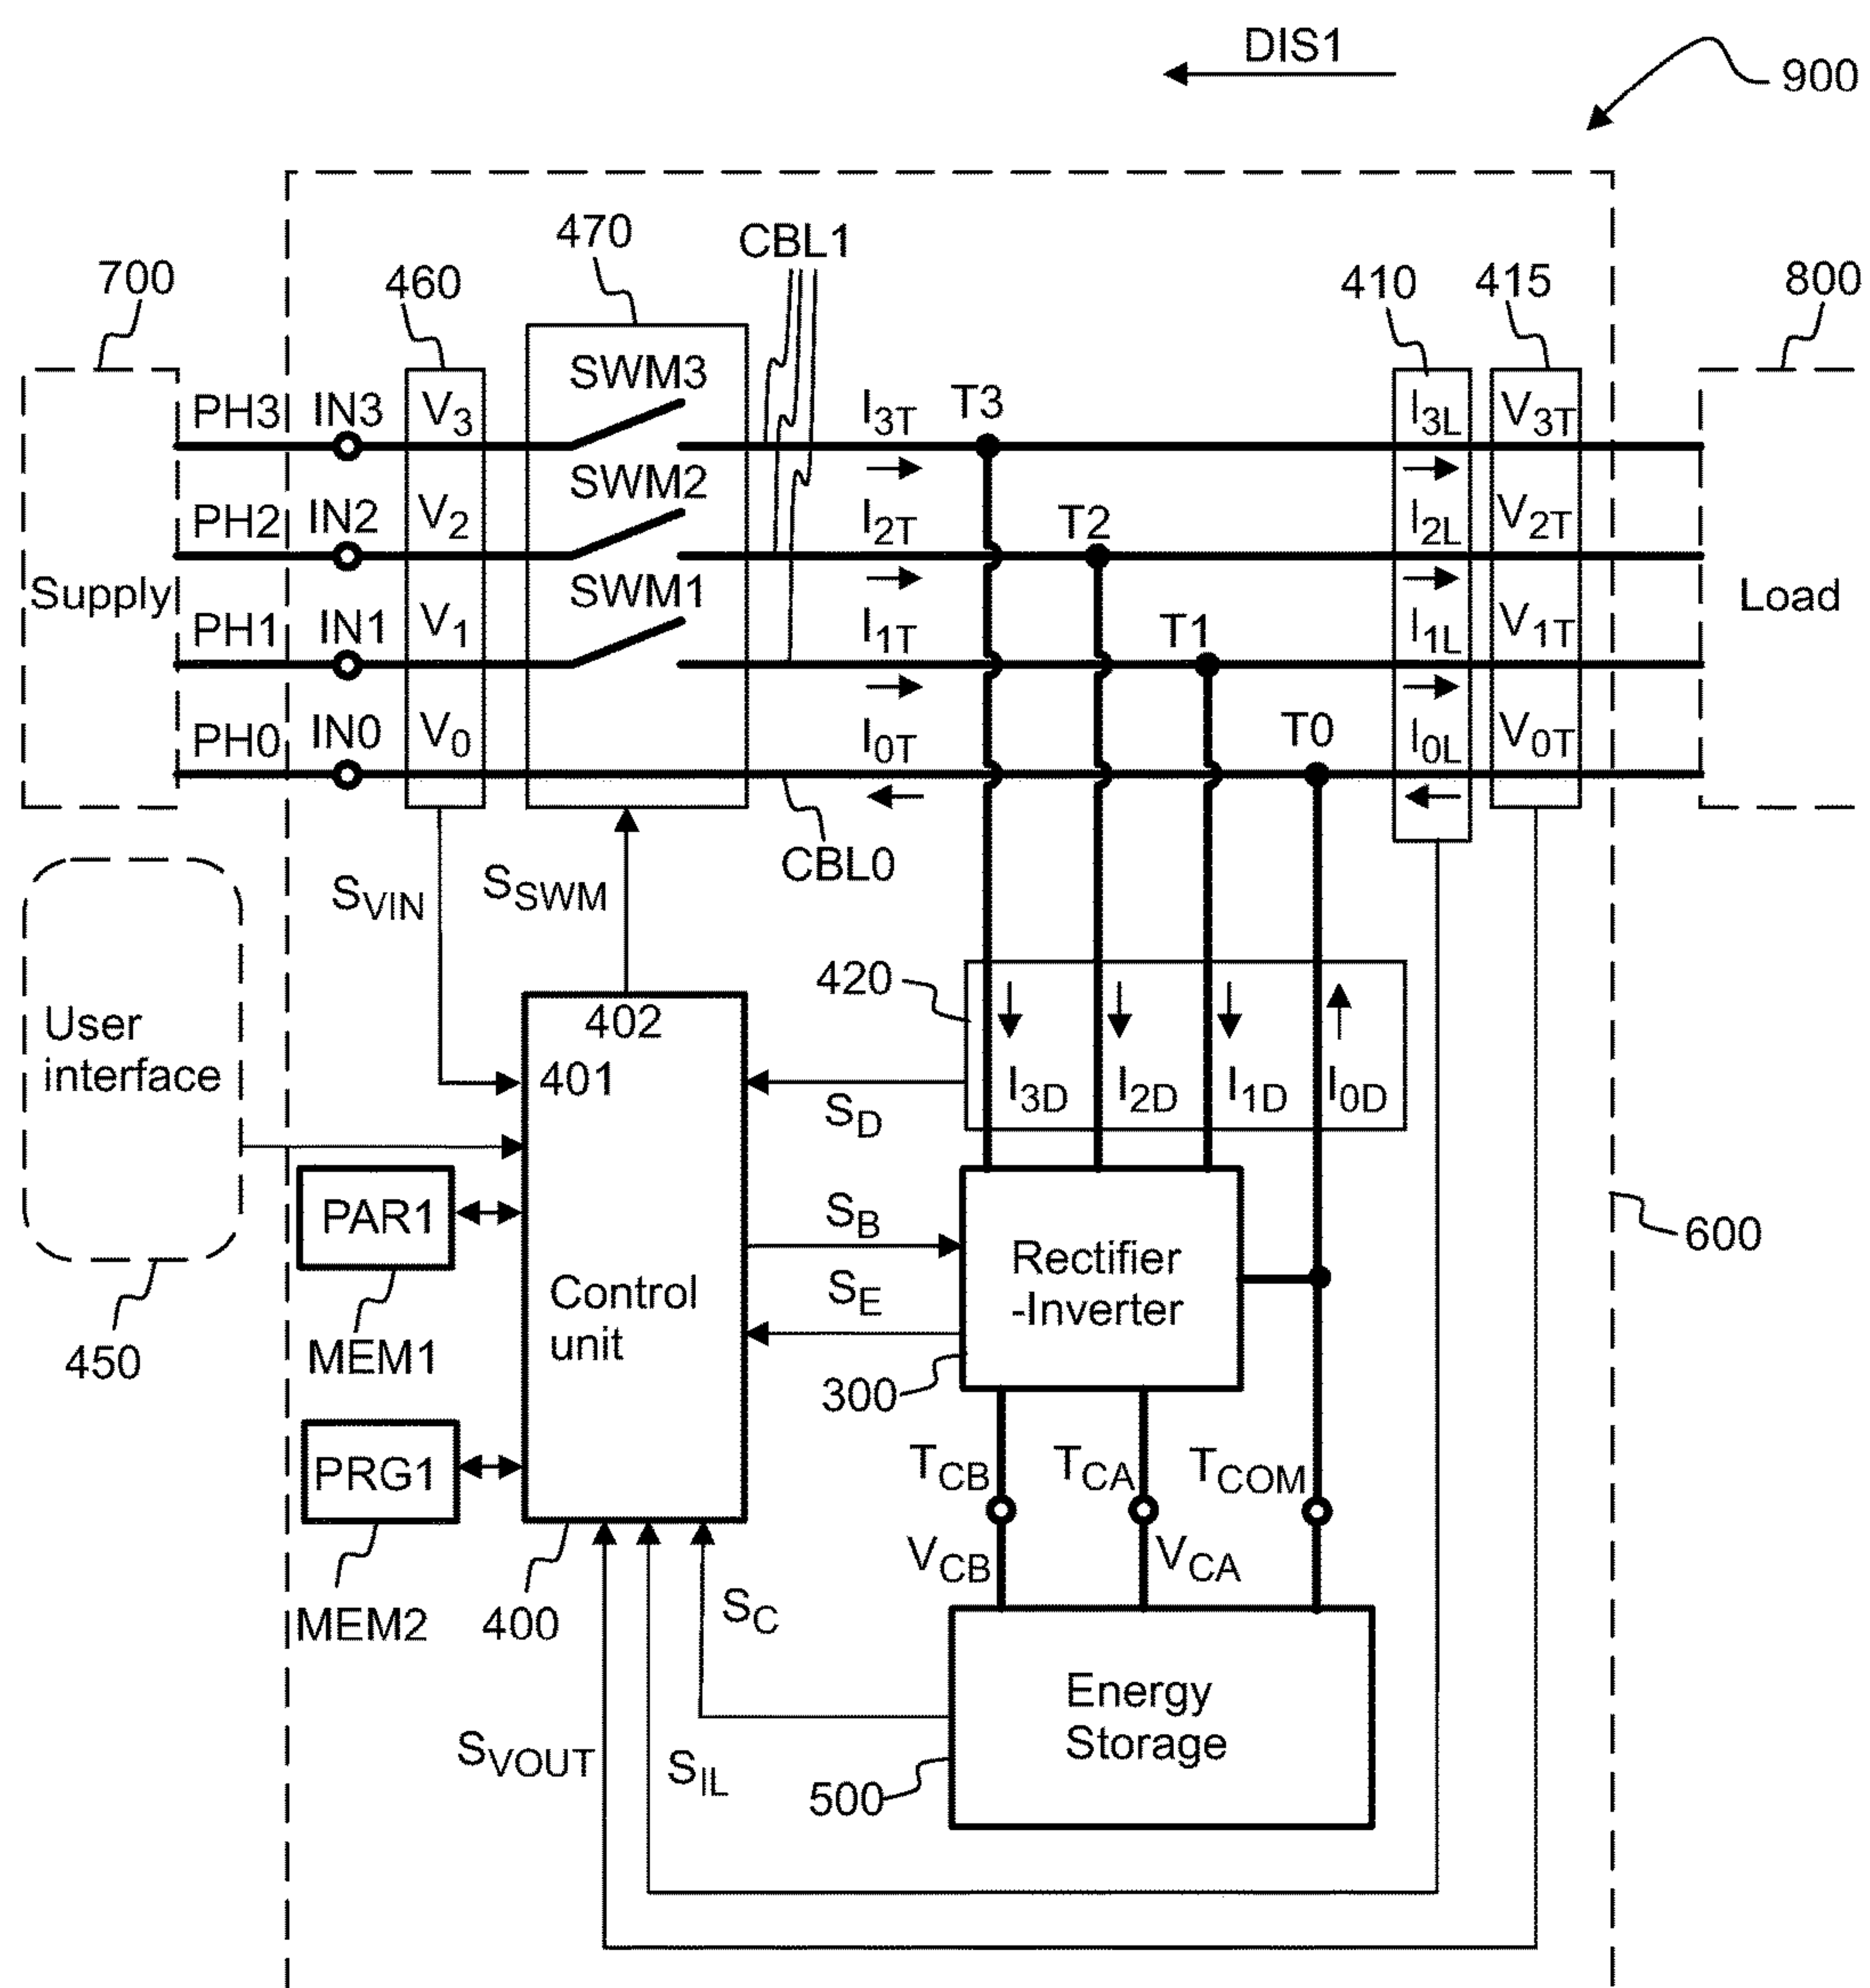 DIS1
900
470
CBL1
700
460
410
415
800
SWM3
PH3
IN3
V3
I3T
T3
I3L
V3T
SWM2
PH2
IN2
V2
I2T
T2
I2L
V2T
Supply
SWM1
Load
PH1
IN1
V1
I1T
T1
I1L
V1T
PH0
IN0
V0
I0T
T0
I0L
V0T
CBL0
SVIN
SSWM
420
User
interface
402
401
SD
I3D
I2D
I1D
I0D
PAR1
SB
Rectifier
-Inverter
600
Control
unit
SE
MEM1
450
300
PRG1
TCB
TCA
TCOM
VCB
VCA
MEM2
400
SC
Energy
Storage
SVOUT
SIL
500